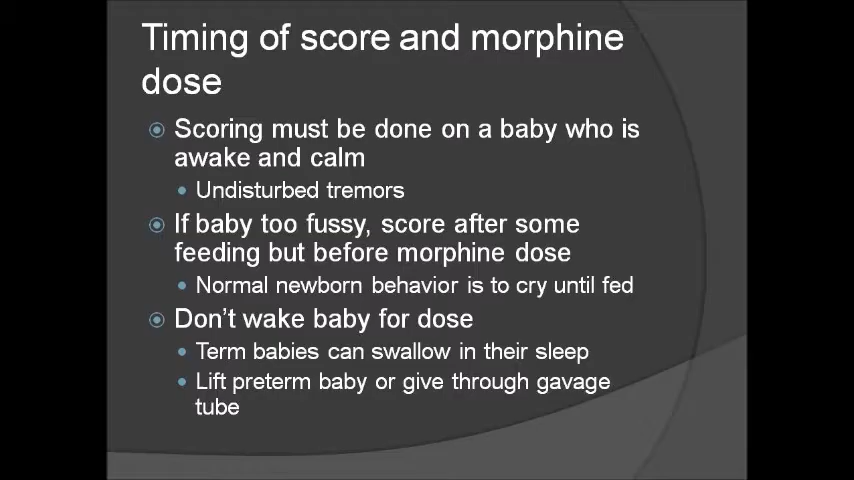 Timing of score and morphine
dose
Scoring must be done on a baby who is
awake and calm
Undisturbed tremors
If baby too fussy, score after some
feeding but before morphine dose
Normal newborn behavior is to cry until fed
Don't wake baby for dose
Term babies can swallow in their sleep
Lift preterm baby or give through gavage
tube